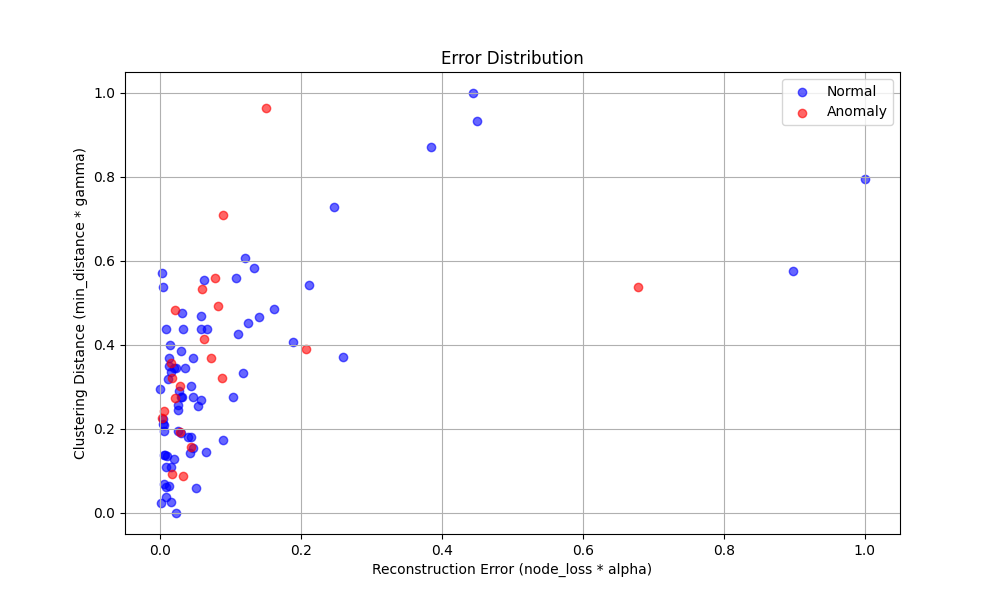 Error Distribution
Normal
Anomaly
Clustering Distance (min_distance * gamma)
1.0
0.8
0.6
0.4
0.2
0.0
0.0 0.2 0.4 0.6 0.8 1.0
Reconstruction Error (node_loss * alpha)